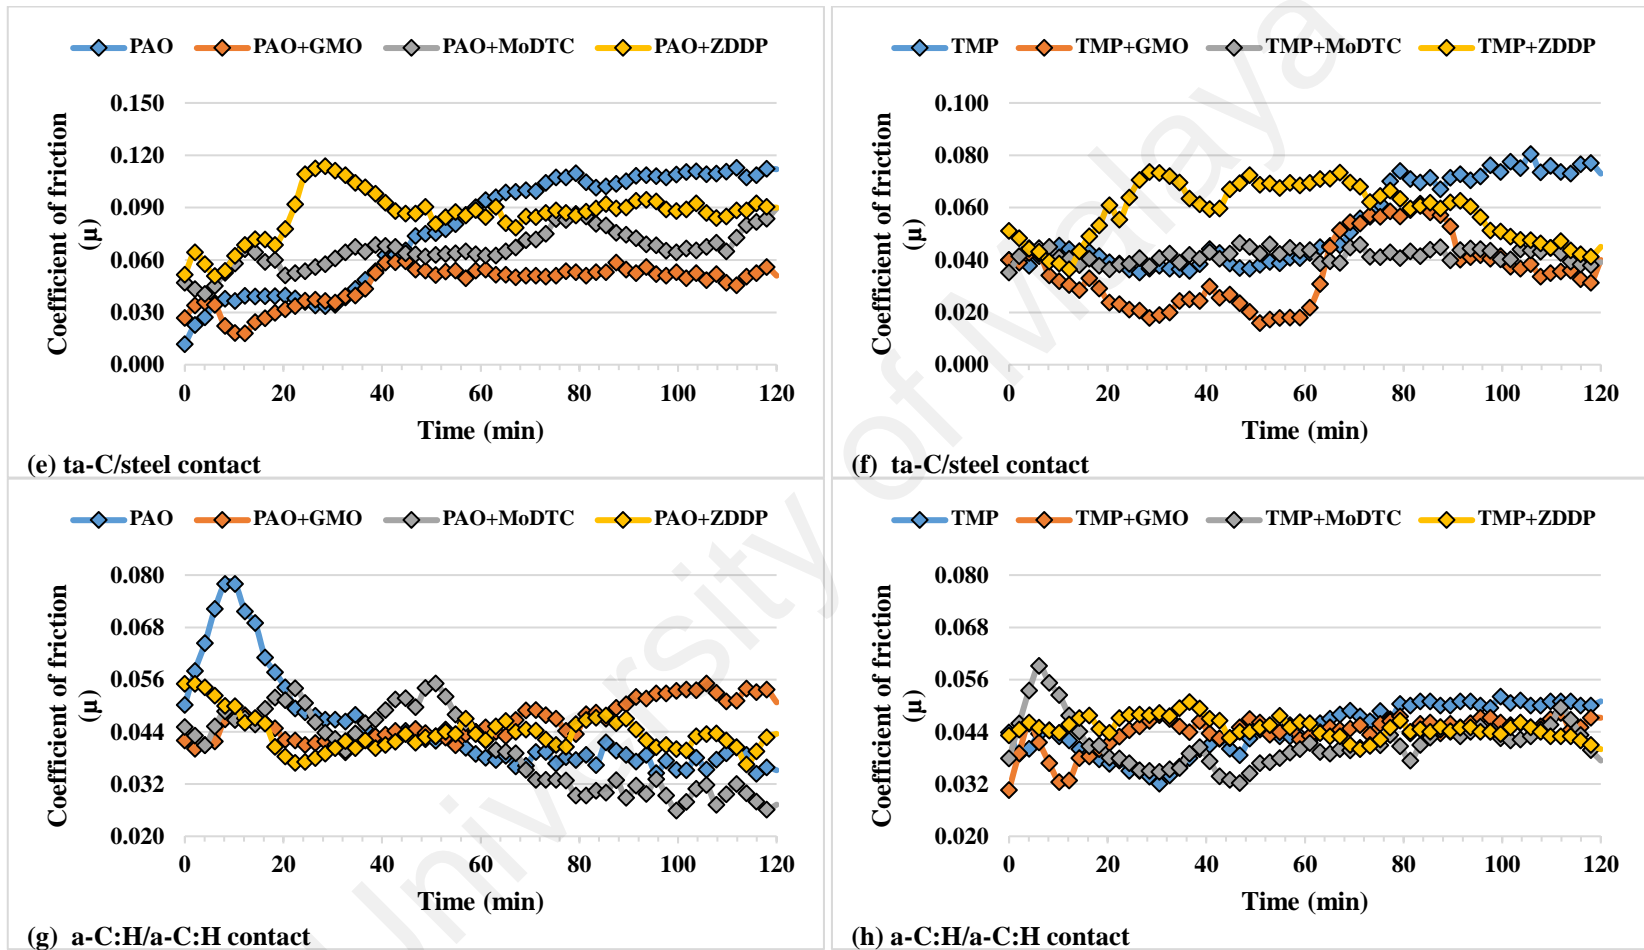 PAO PAO+GMO PAO+MoDTC PAO+ZDDP
0.150
0.120
0.090
0.060
0.030
0.000
Coefficient of friction
(μ)
0 20 40 60 80 100 120
Time (min)
(e) ta-C/steel contact
TMP TMP+GMO TMP+MoDTC TMP+ZDDP
0.100
0.080
0.060
0.040
0.020
0.000
Coefficient of friction
(μ)
0 20 40 60 80 100 120
Time (min)
(f) ta-C/steel contact
PAO PAO+GMO PAO+MoDTC PAO+ZDDP
0.080
0.068
0.056
0.044
0.032
0.020
Coefficient of friction
(μ)
0 20 40 60 80 100 120
Time (min)
(g) a-C:H/a-C:H contact
TMP TMP+GMO TMP+MoDTC TMP+ZDDP
0.080
0.068
0.056
0.044
0.032
0.020
Coefficient of friction
(μ)
0 20 40 60 80 100 120
Time (min)
(h) a-C:H/a-C:H contact
University of Malaya